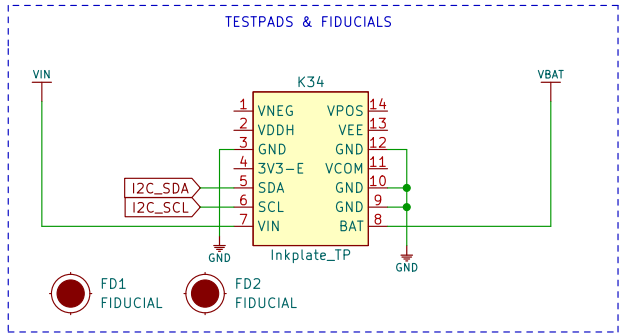 TESTPADS & FIDUCIALS
VIN
VBAT
K34
1 VNEG VPOS 14
2 VDDH VEE 13
3 GND GND 12
4 3V3-E VCOM 11
I2C_SDA 5 SDA GND 10
I2C_SCL 6 SCL GND 9
7 VIN BAT 8
GND
Inkplate_TP
GND
FD1
FIDUCIAL
FD2
FIDUCIAL